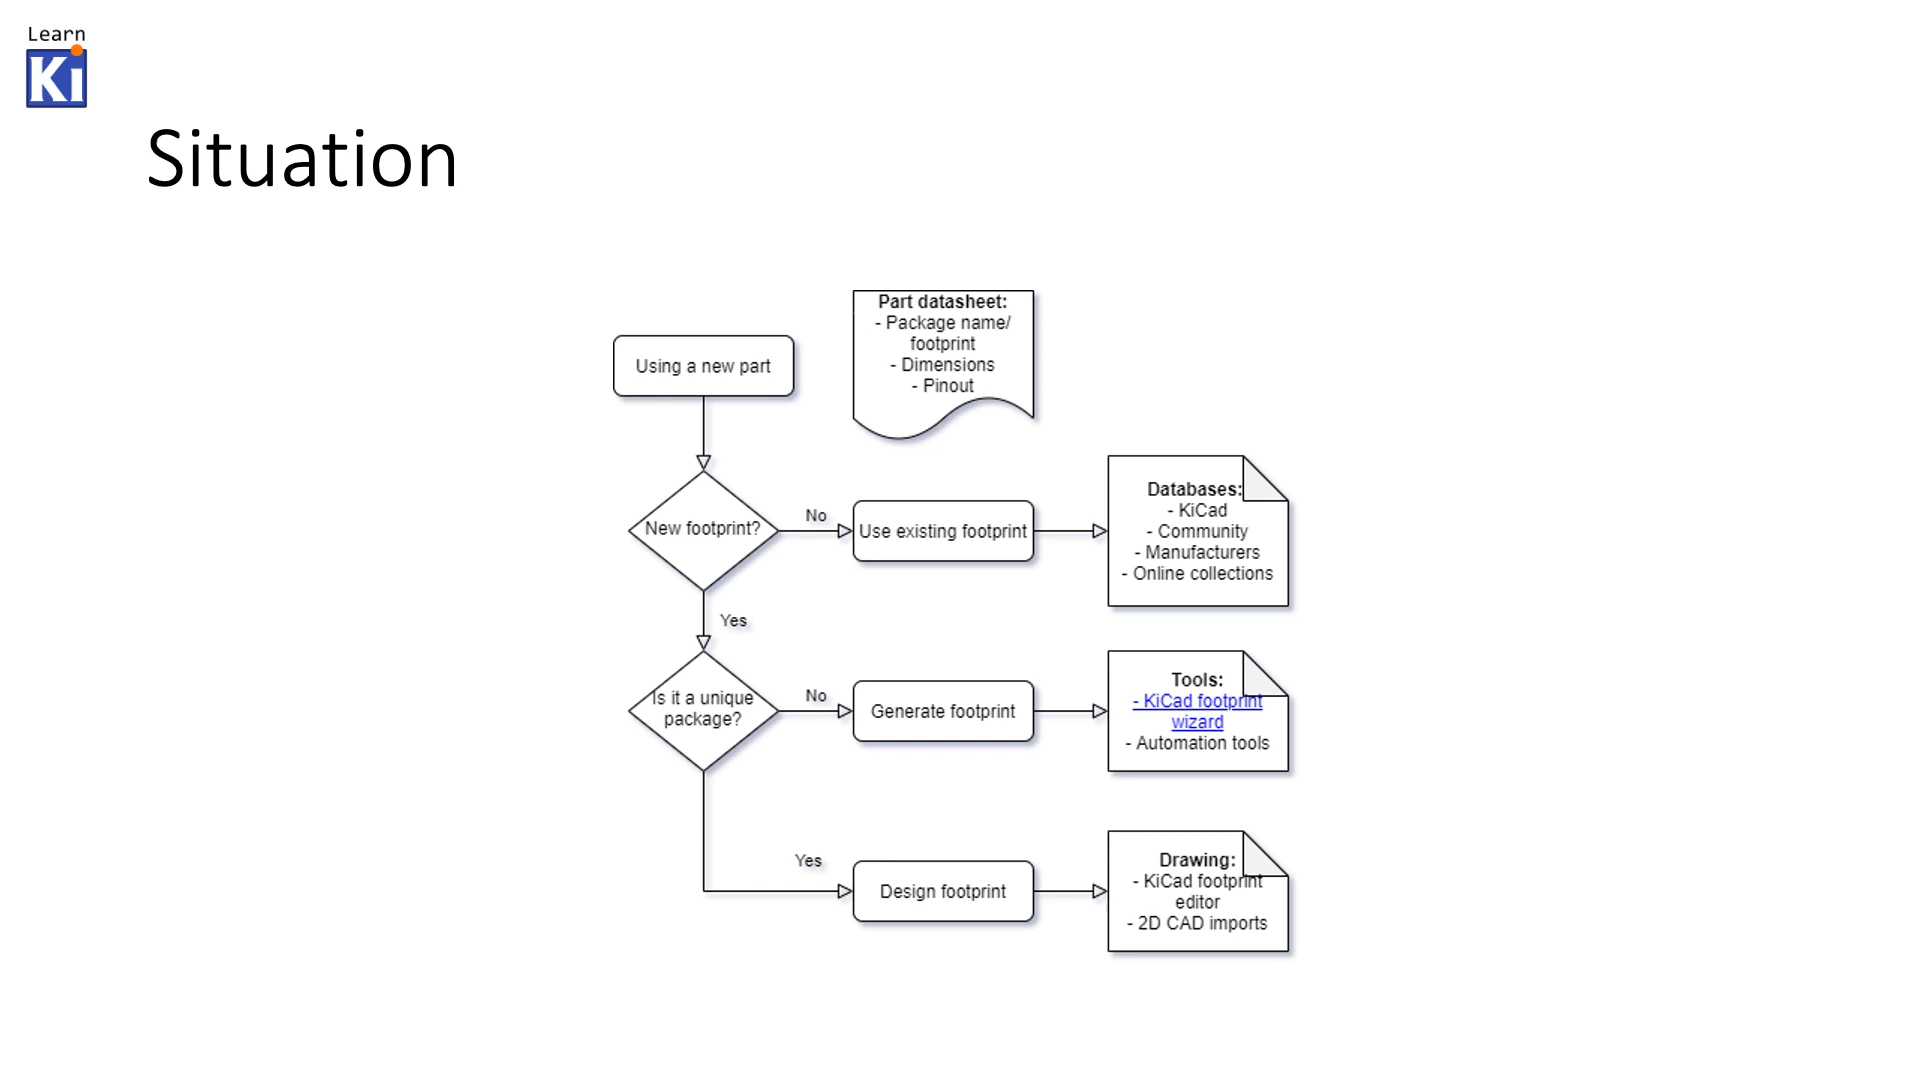 Learn
Ki
Situation
Part datasheet:
- Package name/
footprint
- Dimensions
- Pinout
Using a new part
New footprint?
No
Use existing footprint
Databases:
- KiCad
- Community
- Manufacturers
- Online collections
Yes
Is it a unique
package?
No
Generate footprint
Tools:
- KiCad footprint
wizard
- Automation tools
Yes
Design footprint
Drawing:
- KiCad footprint
editor
- 2D CAD imports